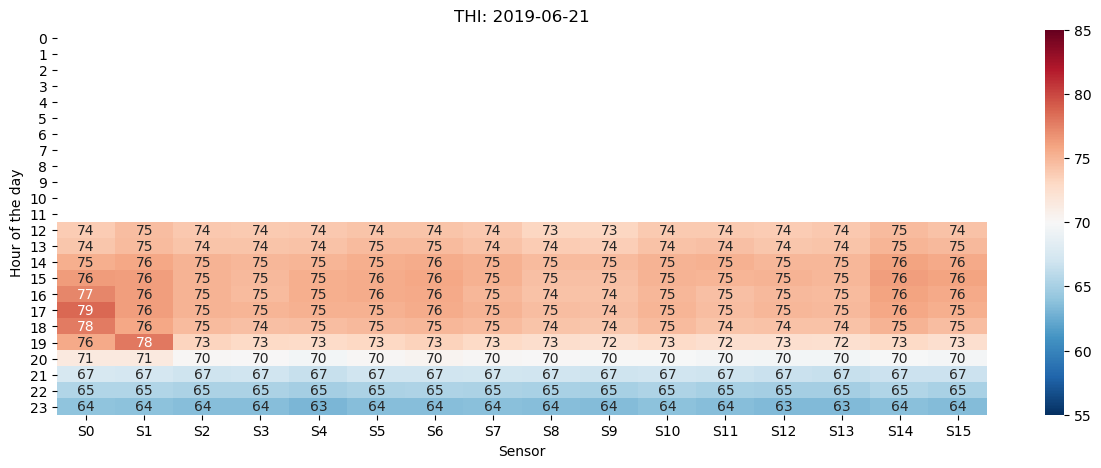 THI: 2019-06-21
Hour of the day
0
1
2
3
4
5
6
7
8
9
10
11
12 74 75 74 74 74 74 74 74 73 73 74 74 74 74 75 74
13 74 75 74 74 74 75 75 74 74 74 74 74 74 74 75 75
14 75 76 75 75 75 75 76 75 75 75 75 75 75 75 76 76
15 76 76 75 75 75 76 76 75 75 75 75 75 75 75 76 76
16 77 76 75 75 75 76 76 75 74 74 75 75 75 75 76 76
17 79 76 75 75 75 75 76 75 75 74 75 75 75 75 76 75
18 78 76 75 74 75 75 75 75 74 74 75 74 74 74 75 75
19 76 78 73 73 73 73 73 73 73 72 73 72 73 72 73 73
20 71 71 70 70 70 70 70 70 70 70 70 70 70 70 70 70
21 67 67 67 67 67 67 67 67 67 67 67 67 67 67 67 67
22 65 65 65 65 65 65 65 65 65 65 65 65 65 65 65 65
23 64 64 64 64 63 64 64 64 64 64 64 64 63 63 64 64
S0 S1 S2 S3 S4 S5 S6 S7 S8 S9 S10 S11 S12 S13 S14 S15
Sensor
85
80
75
70
65
60
55